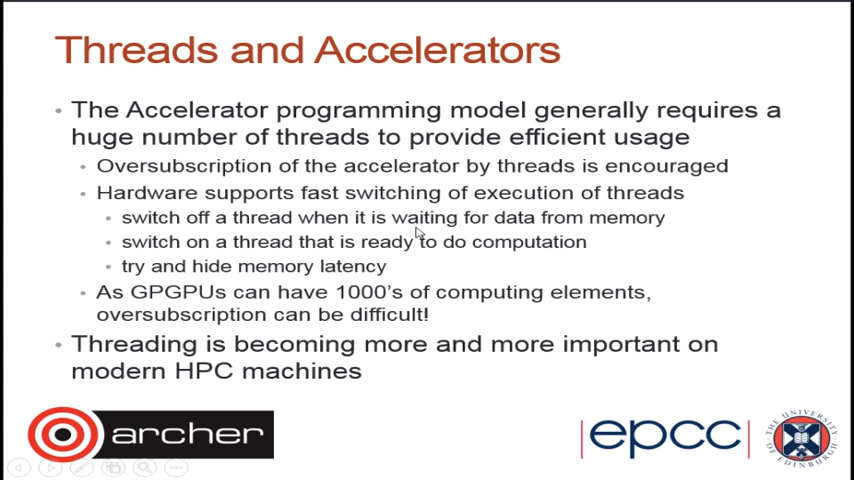 Threads and Accelerators
• The Accelerator programming model generally requires a
huge number of threads to provide efficient usage
• Oversubscription of the accelerator by threads is encouraged
• Hardware supports fast switching of execution of threads
• switch off a thread when it is waiting for data from memory
• switch on a thread that is ready to do computation
• try and hide memory latency
• As GPGPUs can have 1000's of computing elements,
oversubscription can be difficult!
• Threading is becoming more and more important on
modern HPC machines
archer
epcc
THE UNIVERSITY
OF EDINBURGH